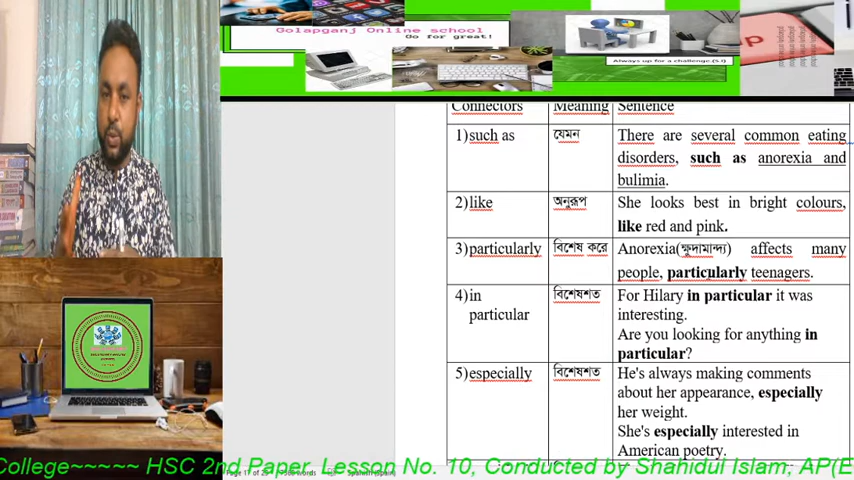 Golapganj Online school
Go for great!
Always up for a challenge.(S.I)
Connectors Meaning Sentence
1) such as যেমন There are several common eating
disorders, such as anorexia and
bulimia.
2) like অনুরূপ She looks best in bright colours,
like red and pink.
3) particularly বিশেষ করে Anorexia(ক্ষুদামান্দ্য) affects many
people, particularly teenagers.
4) in বিশেষশত For Hilary in particular it was
particular interesting.
Are you looking for anything in
particular?
5) especially বিশেষশত He's always making comments
about her appearance, especially
her weight.
She's especially interested in
American poetry.
College~~~~~ HSC 2nd Paper, Lesson No. 10, Conducted by Shahidul Islam, AP(E